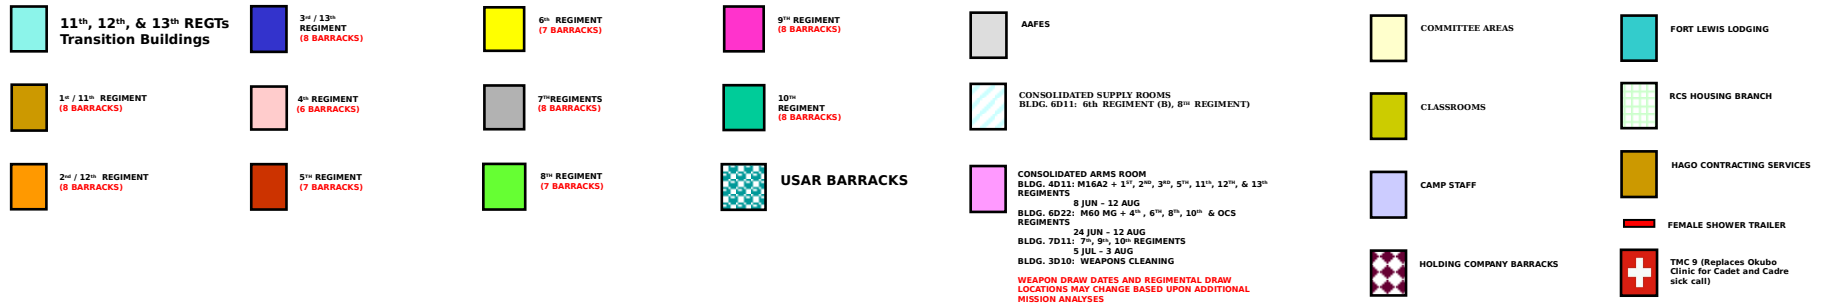 11th, 12th, & 13th REGTs
Transition Buildings
1st / 11th REGIMENT
(8 BARRACKS)
2nd / 12th REGIMENT
(8 BARRACKS)
3rd / 13th
REGIMENT
(8 BARRACKS)
4th REGIMENT
(6 BARRACKS)
5TH REGIMENT
(7 BARRACKS)
6th REGIMENT
(7 BARRACKS)
7THREGIMENTS
(8 BARRACKS)
8TH REGIMENT
(7 BARRACKS)
9TH REGIMENT
(8 BARRACKS)
10TH
REGIMENT
(8 BARRACKS)
USAR BARRACKS
AAFES
CONSOLIDATED SUPPLY ROOMS
BLDG. 6D11: 6th REGIMENT (B), 8TH REGIMENT)
CONSOLIDATED ARMS ROOM
BLDG. 4D11: M16A2 + 1ST, 2ND, 3RD, 5TH, 11th, 12TH, & 13th
REGIMENTS
8 JUN – 12 AUG
BLDG. 6D22: M60 MG + 4th , 6TH, 8Th, 10th & OCS
REGIMENTS
24 JUN – 12 AUG
BLDG. 7D11: 7th, 9th, 10th REGIMENTS
5 JUL – 3 AUG
BLDG. 3D10: WEAPONS CLEANING
WEAPON DRAW DATES AND REGIMENTAL DRAW
LOCATIONS MAY CHANGE BASED UPON ADDITIONAL
MISSION ANALYSES
COMMITTEE AREAS
CLASSROOMS
CAMP STAFF
HOLDING COMPANY BARRACKS
FORT LEWIS LODGING
RCS HOUSING BRANCH
HAGO CONTRACTING SERVICES
FEMALE SHOWER TRAILER
TMC 9 (Replaces Okubo
Clinic for Cadet and Cadre
sick call)